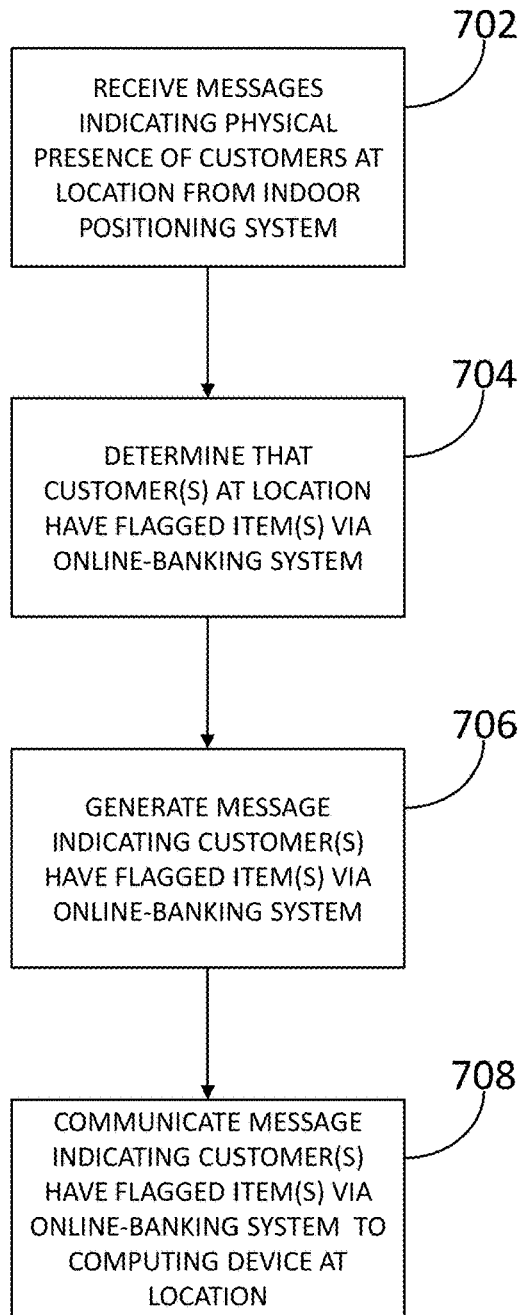 702
RECEIVE MESSAGES
INDICATING PHYSICAL
PRESENCE OF CUSTOMERS AT
LOCATION FROM INDOOR
POSITIONING SYSTEM
704
DETERMINE THAT
CUSTOMER(S) AT LOCATION
HAVE FLAGGED ITEM(S) VIA
ONLINE-BANKING SYSTEM
706
GENERATE MESSAGE
INDICATING CUSTOMER(S)
HAVE FLAGGED ITEM(S) VIA
ONLINE-BANKING SYSTEM
708
COMMUNICATE MESSAGE
INDICATING CUSTOMER(S)
HAVE FLAGGED ITEM(S) VIA
ONLINE-BANKING SYSTEM TO
COMPUTING DEVICE AT
LOCATION